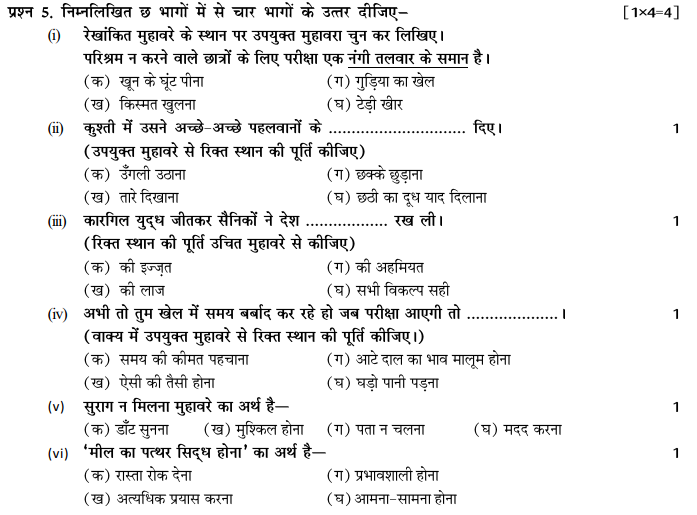 प्रश्न 5. निम्नलिखित छ भागों में से चार भागों के उत्तर दीजिए– [1×4=4]
(i) रेखांकित मुहावरे के स्थान पर उपयुक्त मुहावरा चुन कर लिखिए।
परिश्रम न करने वाले छात्रों के लिए परीक्षा एक नंगी तलवार के समान है।
(क) खून के घूंट पीना (ग) गुड़िया का खेल
(ख) किस्मत खुलना (घ) टेड़ी खीर
(ii) कुश्ती में उसने अच्छे-अच्छे पहलवानों के .............................. दिए। 1
(उपयुक्त मुहावरे से रिक्त स्थान की पूर्ति कीजिए)
(क) उँगली उठाना (ग) छक्के छुड़ाना
(ख) तारे दिखाना (घ) छठी का दूध याद दिलाना
(iii) कारगिल युद्ध जीतकर सैनिकों ने देश .................. रख ली। 1
(रिक्त स्थान की पूर्ति उचित मुहावरे से कीजिए)
(क) की इज्ज़त (ग) की अहमियत
(ख) की लाज (घ) सभी विकल्प सही
(iv) अभी तो तुम खेल में समय बर्बाद कर रहे हो जब परीक्षा आएगी तो ....................। 1
(वाक्य में उपयुक्त मुहावरे से रिक्त स्थान की पूर्ति कीजिए।)
(क) समय की कीमत पहचाना (ग) आटे दाल का भाव मालूम होना
(ख) ऐसी की तैसी होना (घ) घड़ो पानी पड़ना
(v) सुराग न मिलना मुहावरे का अर्थ है— 1
(क) डाँट सुनना (ख) मुश्किल होना (ग) पता न चलना (घ) मदद करना
(vi) ‘मील का पत्थर सिद्ध होना’ का अर्थ है— 1
(क) रास्ता रोक देना (ग) प्रभावशाली होना
(ख) अत्यधिक प्रयास करना (घ) आमना-सामना होना